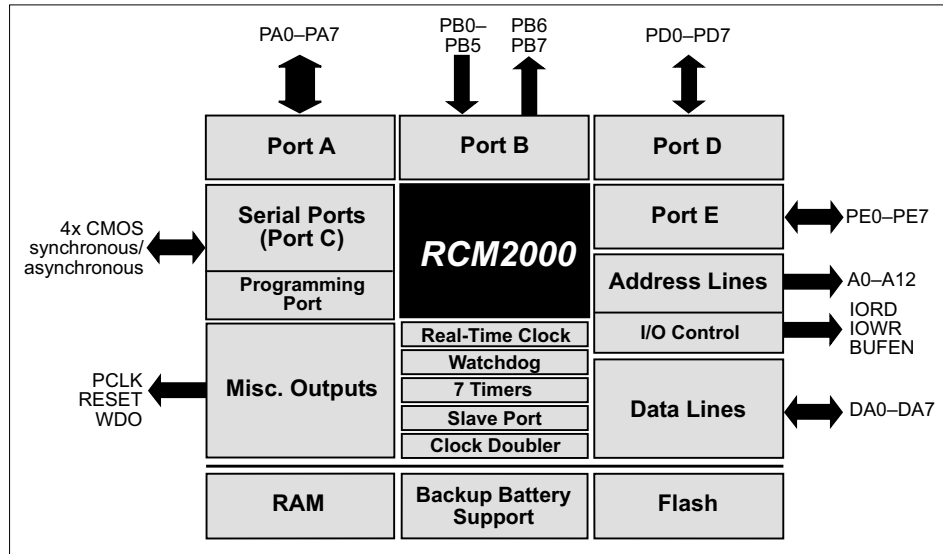 PA0–PA7
PB0–
PB5
PB6
PB7
PD0–PD7
Port A
Port B
Port D
4x CMOS
synchronous/
asynchronous
Serial Ports
(Port C)
Programming
Port
RCM2000
Port E
PE0–PE7
Address Lines
A0–A12
I/O Control
IORD
IOWR
BUFEN
PCLK
RESET
WDO
Misc. Outputs
Real-Time Clock
Watchdog
7 Timers
Slave Port
Clock Doubler
Data Lines
DA0–DA7
RAM
Backup Battery
Support
Flash